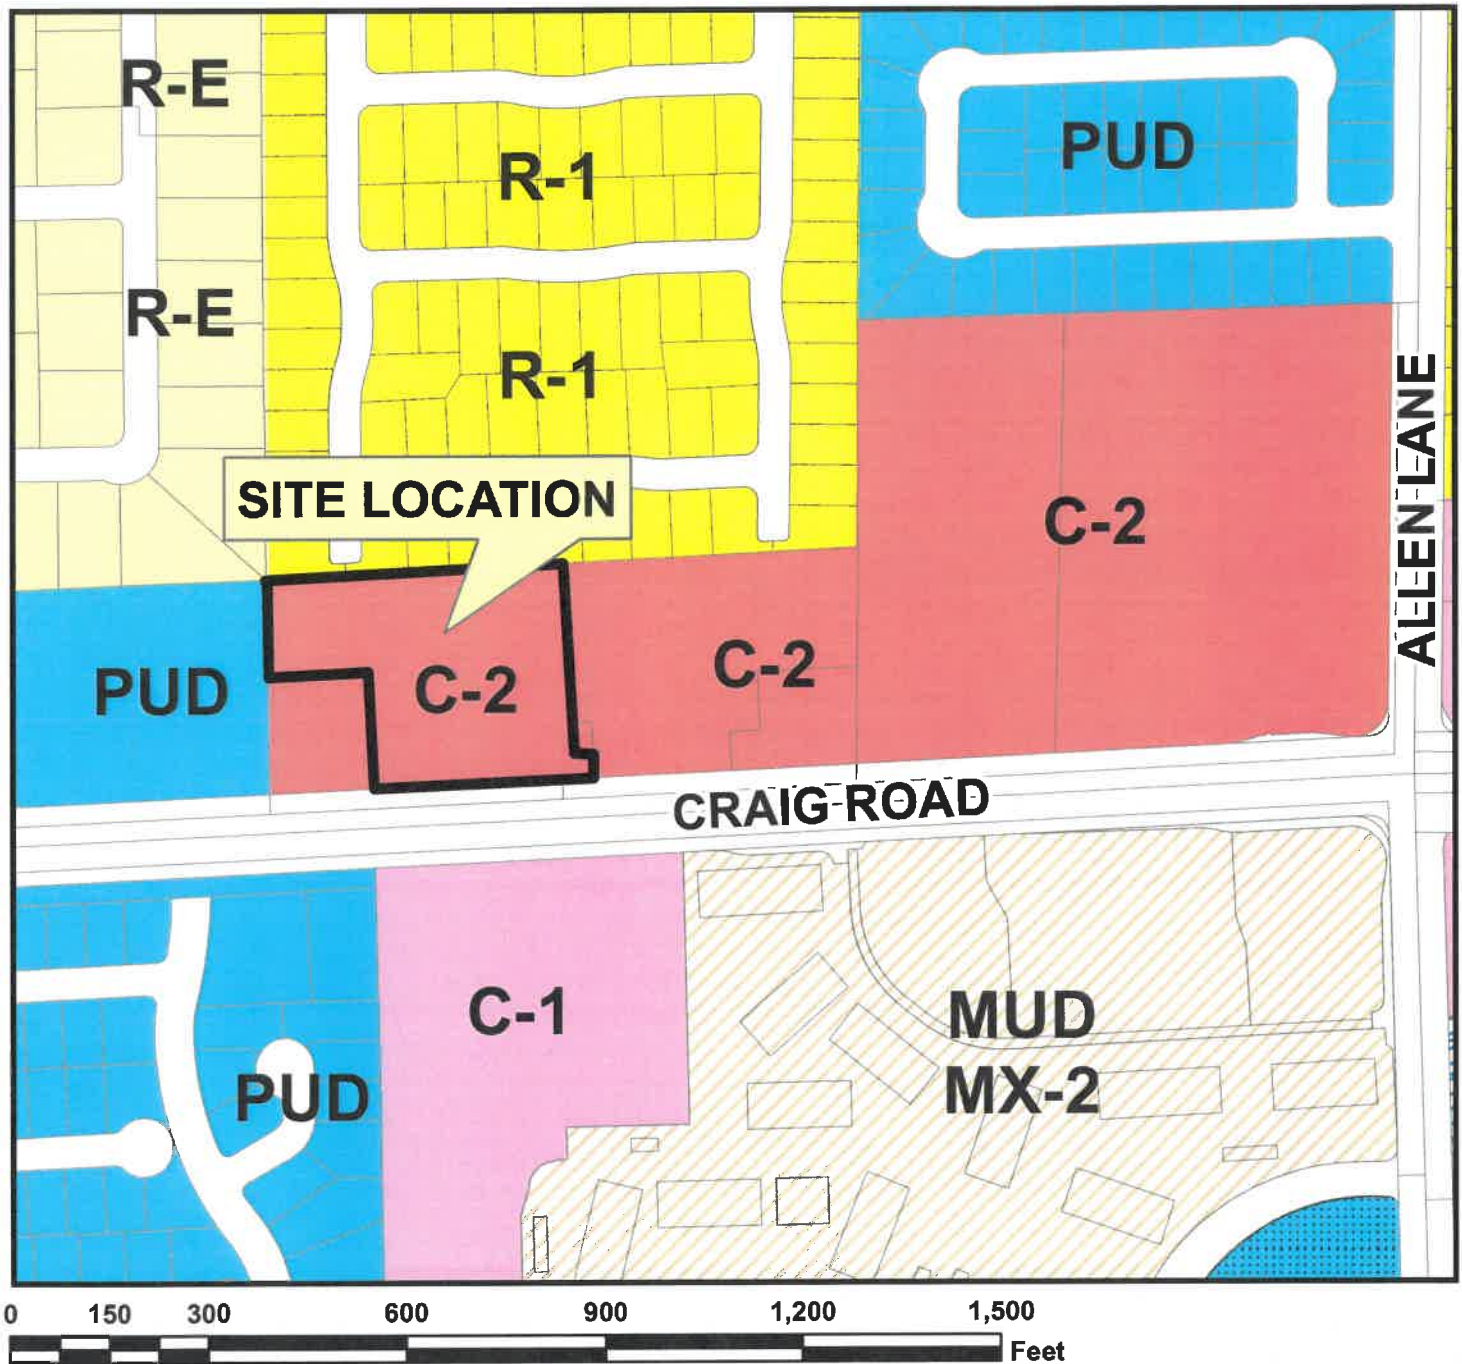 R-E
R-1
PUD
R-E
R-1
ALLEN LANE
SITE LOCATION
C-2
PUD
C-2
C-2
CRAIG ROAD
C-1
MUD
MX-2
PUD
0 150 300 600 900 1,200 1,500
Feet